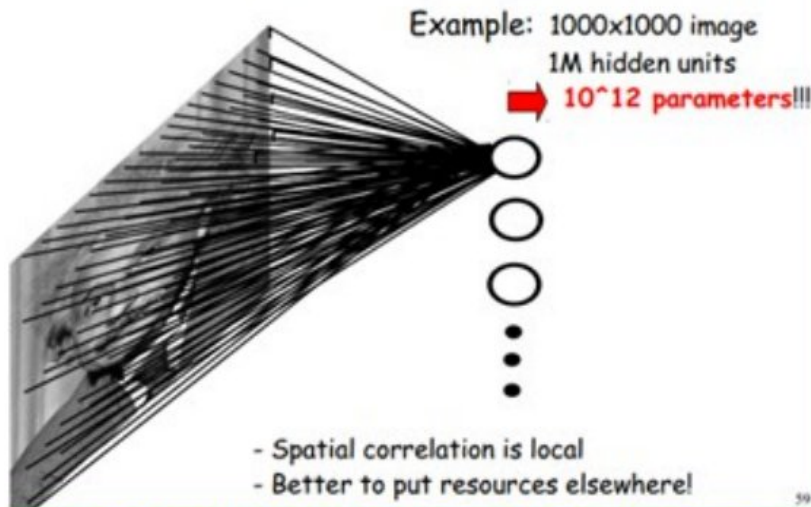 Example: 1000x1000 image
1M hidden units
10^12 parameters!!!
- Spatial correlation is local
- Better to put resources elsewhere!
59